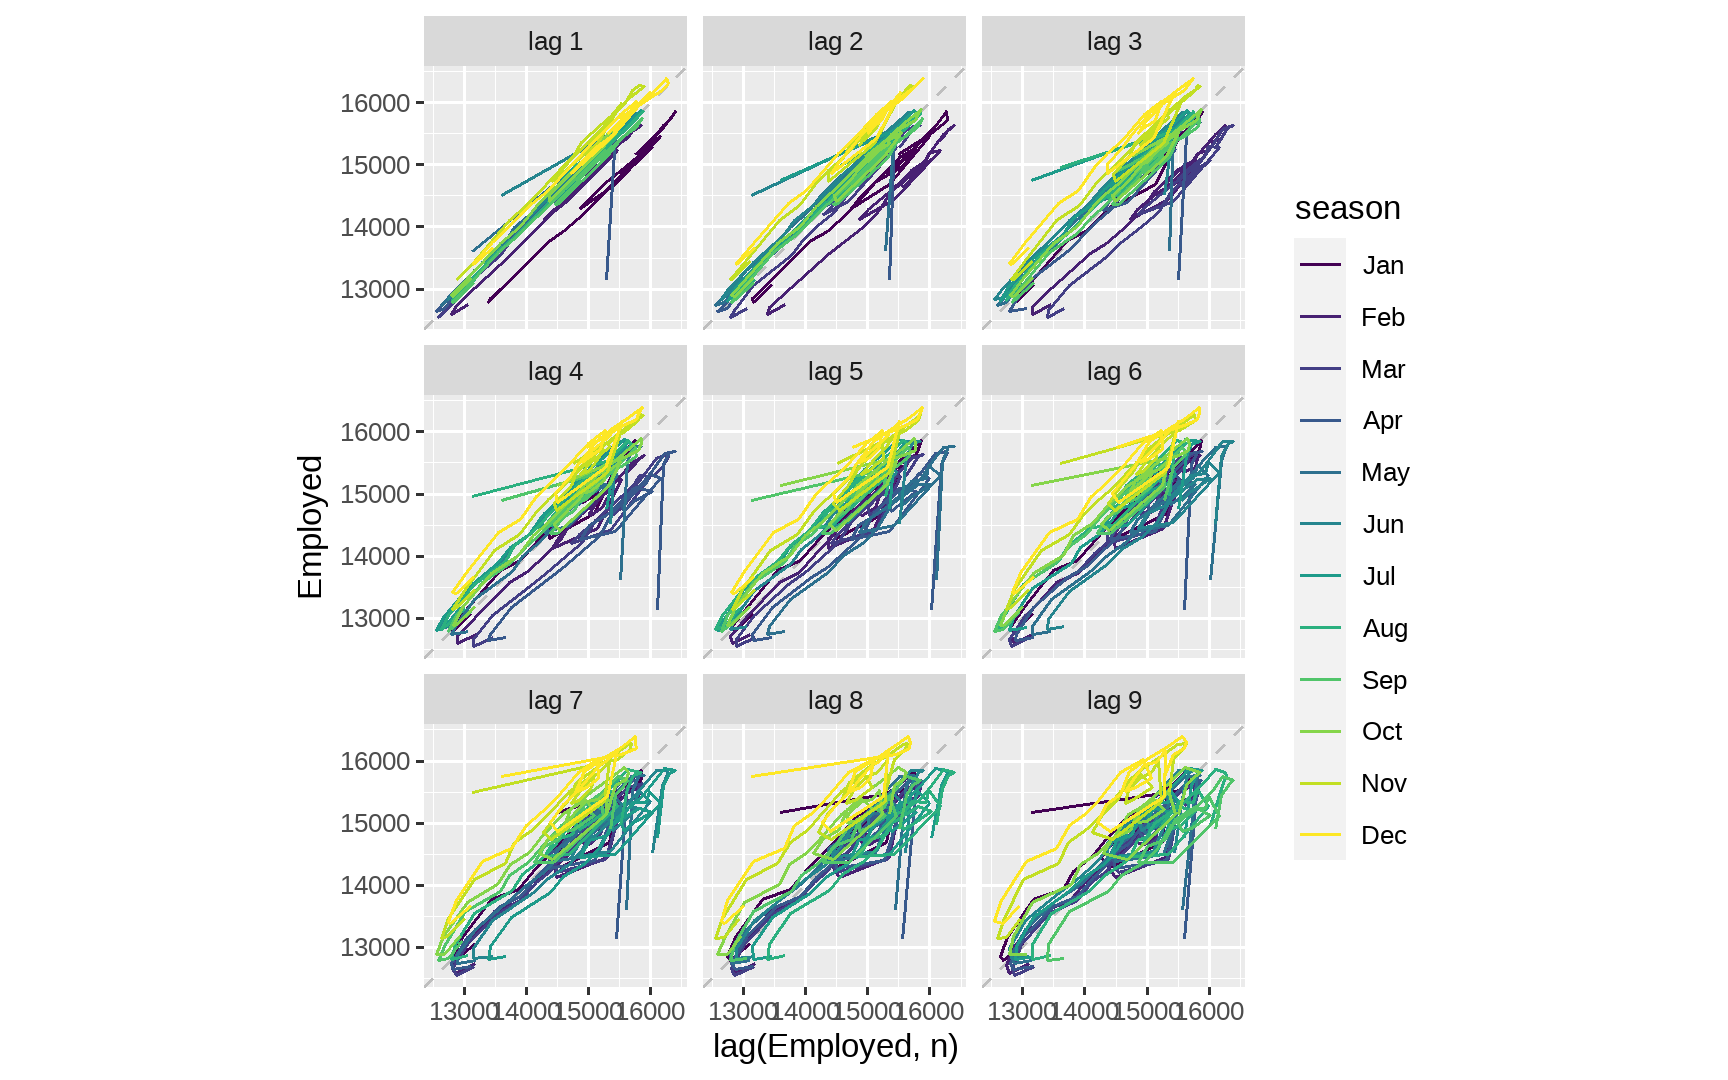 lag 1
lag 2
lag 3
16000
15000
14000
13000
lag 4
lag 5
lag 6
16000
15000
14000
13000
lag 7
lag 8
lag 9
16000
15000
14000
13000
13000 14000 15000 16000
13000 14000 15000 16000
13000 14000 15000 16000
lag(Employed, n)
Employed
season
Jan
Feb
Mar
Apr
May
Jun
Jul
Aug
Sep
Oct
Nov
Dec